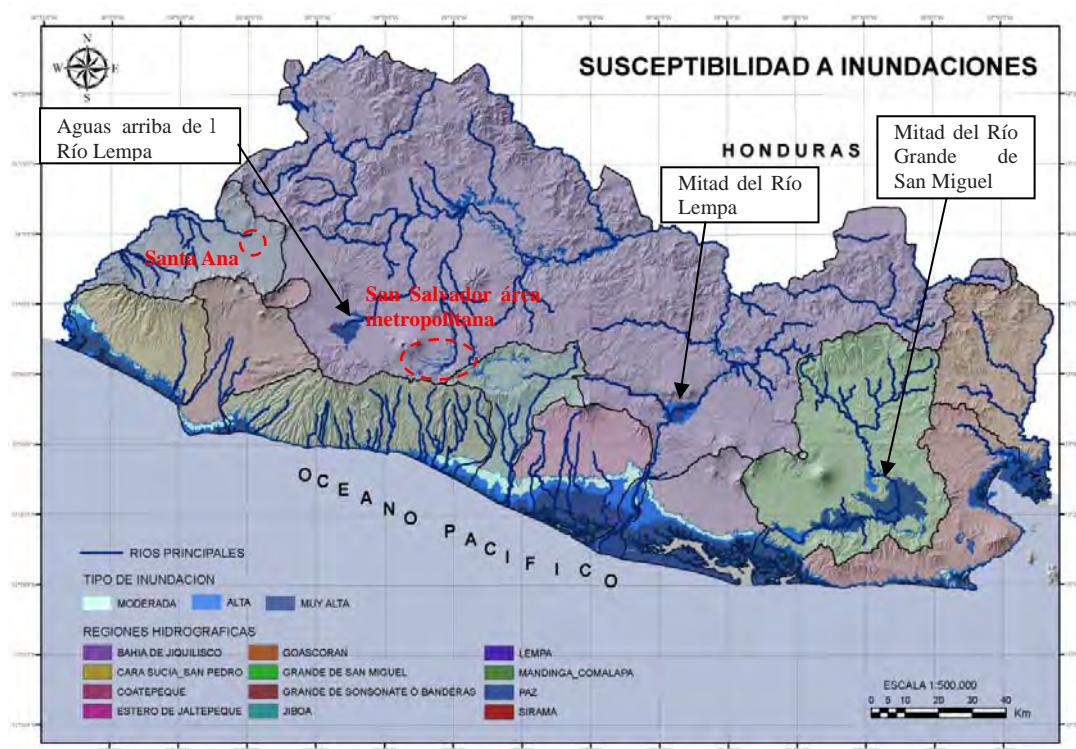 N
W E
S
SUSCEPTIBILIDAD A INUNDACIONES
Aguas arriba de l
Río Lempa
HONDURAS
Mitad del Río
Lempa
Mitad del Río
Grande de
San Miguel
Santa Ana
San Salvador área
metropolitana
OCEANO PACIFICO
RIOS PRINCIPALES
TIPO DE INUNDACION
MODERADA ALTA MUY ALTA
REGIONES HIDROGRAFICAS
BAHIA DE JIQUILISCO GOASCORAN LEMPA
CARA SUCIA_SAN PEDRO GRANDE DE SAN MIGUEL MANDINGA_COMALAPA
COATEPEQUE GRANDE DE SONSONATE O BANDERAS PAZ
ESTERO DE JALTEPEQUE JIBOA SIRAMA
ESCALA 1:500.000
0 5 10 20 30 40
Km